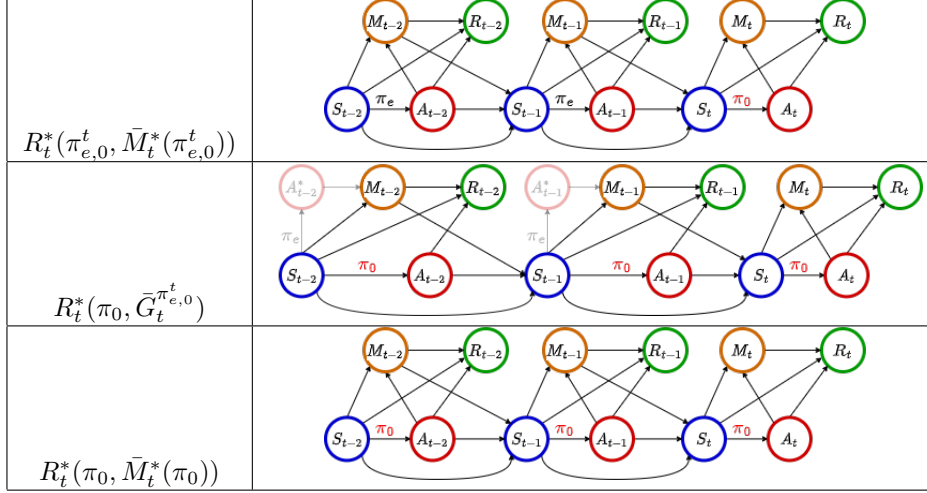 M_{t-2} R_{t-2} M_{t-1} R_{t-1} M_t R_t
S_{t-2} π_e A_{t-2} S_{t-1} π_e A_{t-1} S_t π_0 A_t
R_t^*(π_{e,0}^t, \bar{M}_t^*(π_{e,0}^t))
A_{t-2}^* M_{t-2} R_{t-2} A_{t-1}^* M_{t-1} R_{t-1} M_t R_t
π_e π_e
S_{t-2} π_0 A_{t-2} S_{t-1} π_0 A_{t-1} S_t π_0 A_t
R_t^*(π_0, \bar{G}_t^{π_{e,0}^t})
M_{t-2} R_{t-2} M_{t-1} R_{t-1} M_t R_t
S_{t-2} π_0 A_{t-2} S_{t-1} π_0 A_{t-1} S_t π_0 A_t
R_t^*(π_0, \bar{M}_t^*(π_0))